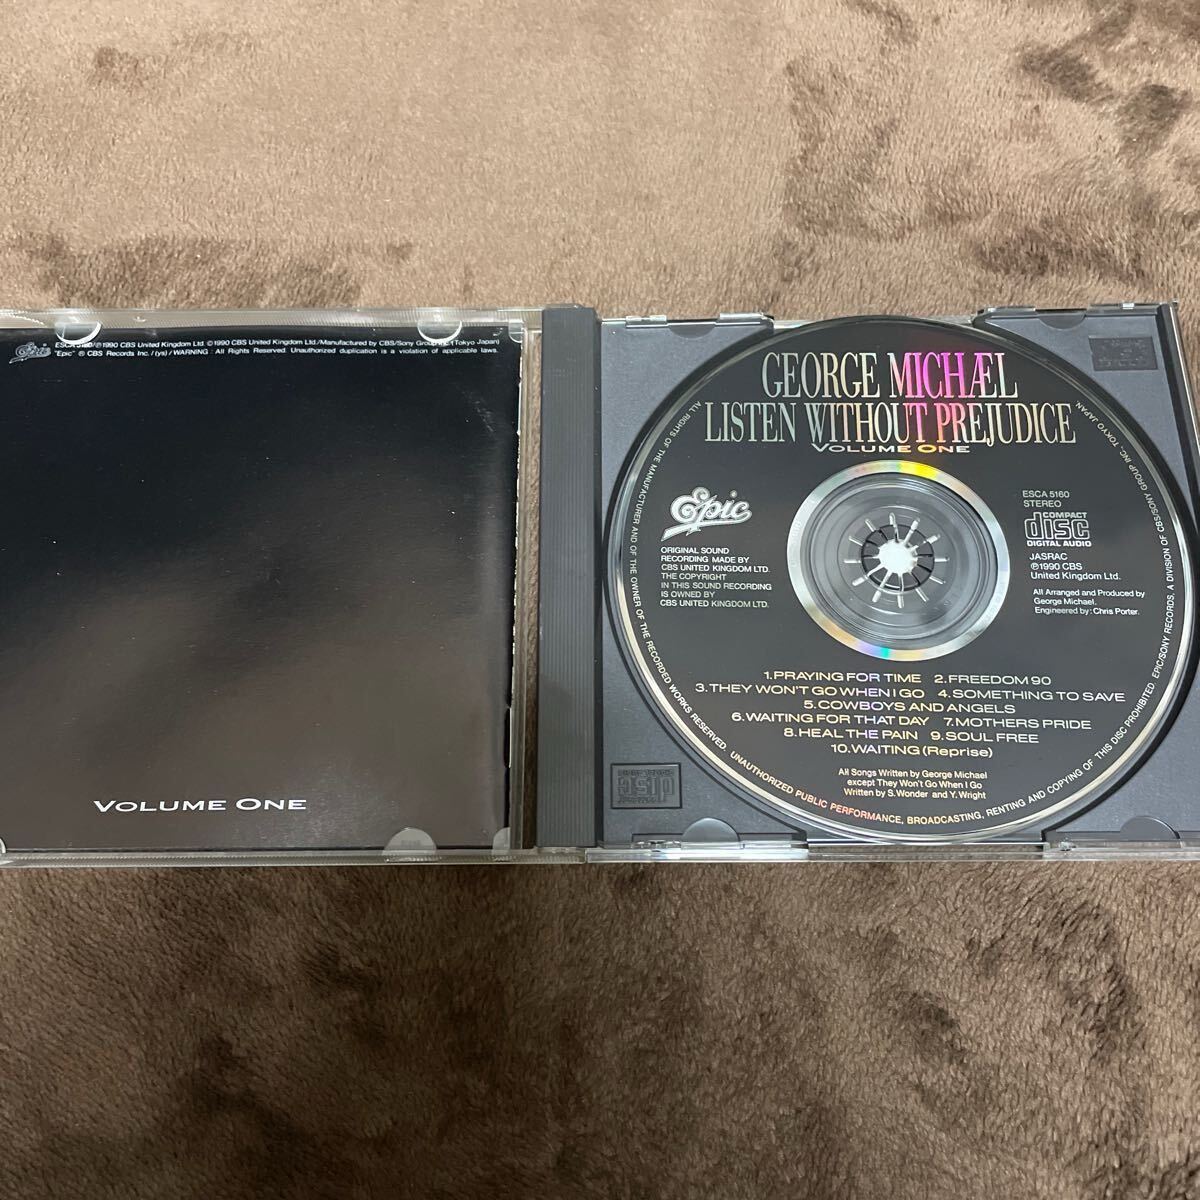 Epic
ESCA 5160/℗1990 CBS United Kingdom Ltd. ©1990 CBS United Kingdom Ltd./Manufactured by CBS/Sony Group Inc. (Tokyo Japan)
"Epic" ® CBS Records Inc./(ys)/WARNING: All Rights Reserved. Unauthorized duplication is a violation of applicable laws.
VOLUME ONE
GEORGE MICHÆL
LISTEN WITHOUT PREJUDICE
VOLUME ONE
Epic
ORIGINAL SOUND
RECORDING MADE BY
CBS UNITED KINGDOM LTD.
THE COPYRIGHT
IN THIS SOUND RECORDING
IS OWNED BY
CBS UNITED KINGDOM LTD.
ESCA 5160
STEREO
COMPACT
disc
DIGITAL AUDIO
JASRAC
℗1990 CBS
United Kingdom Ltd.
All Arranged and Produced by
George Michael.
Engineered by: Chris Porter.
1.PRAYING FOR TIME 2.FREEDOM 90
3.THEY WON'T GO WHEN I GO 4.SOMETHING TO SAVE
5.COWBOYS AND ANGELS
6.WAITING FOR THAT DAY 7.MOTHERS PRIDE
8.HEAL THE PAIN 9.SOUL FREE
10.WAITING (Reprise)
All Songs Written by George Michael
except They Won't Go When I Go
Written by S. Wonder and Y. Wright
ALL RIGHTS OF THE MANUFACTURER AND OF THE OWNER OF THE RECORDED WORKS RESERVED. UNAUTHORIZED PUBLIC PERFORMANCE, BROADCASTING, RENTING AND COPYING OF THIS DISC PROHIBITED. EPIC/SONY RECORDS, A DIVISION OF CBS/SONY GROUP INC., TOKYO JAPAN.
disc